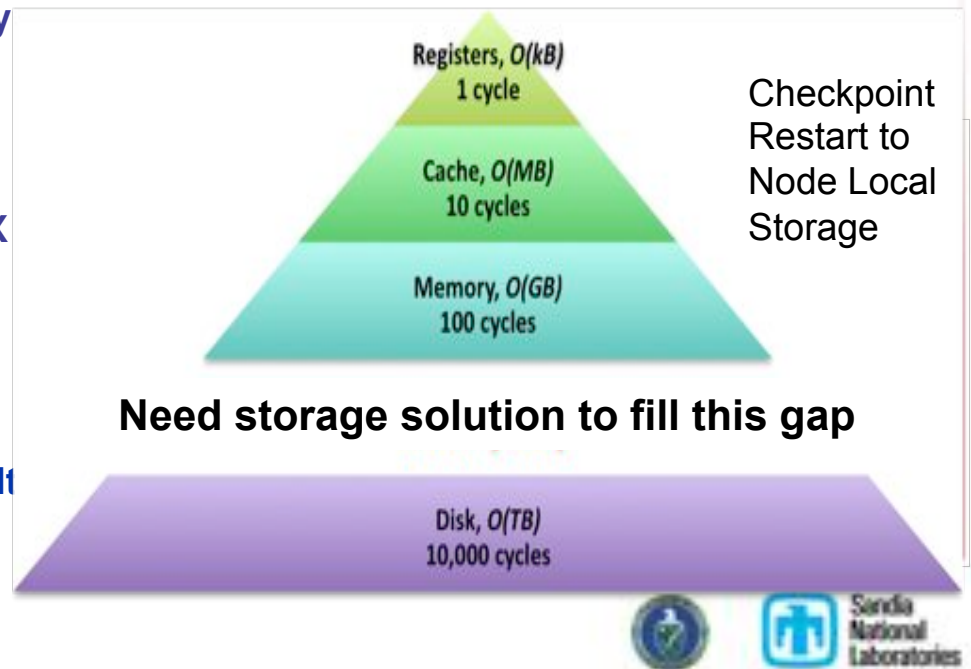 y
Registers, O(kB)
1 cycle
Checkpoint
Restart to
Node Local
Storage
Cache, O(MB)
10 cycles
Memory, O(GB)
100 cycles
Need storage solution to fill this gap
lt
Disk, O(TB)
10,000 cycles
Sandia
National
Laboratories